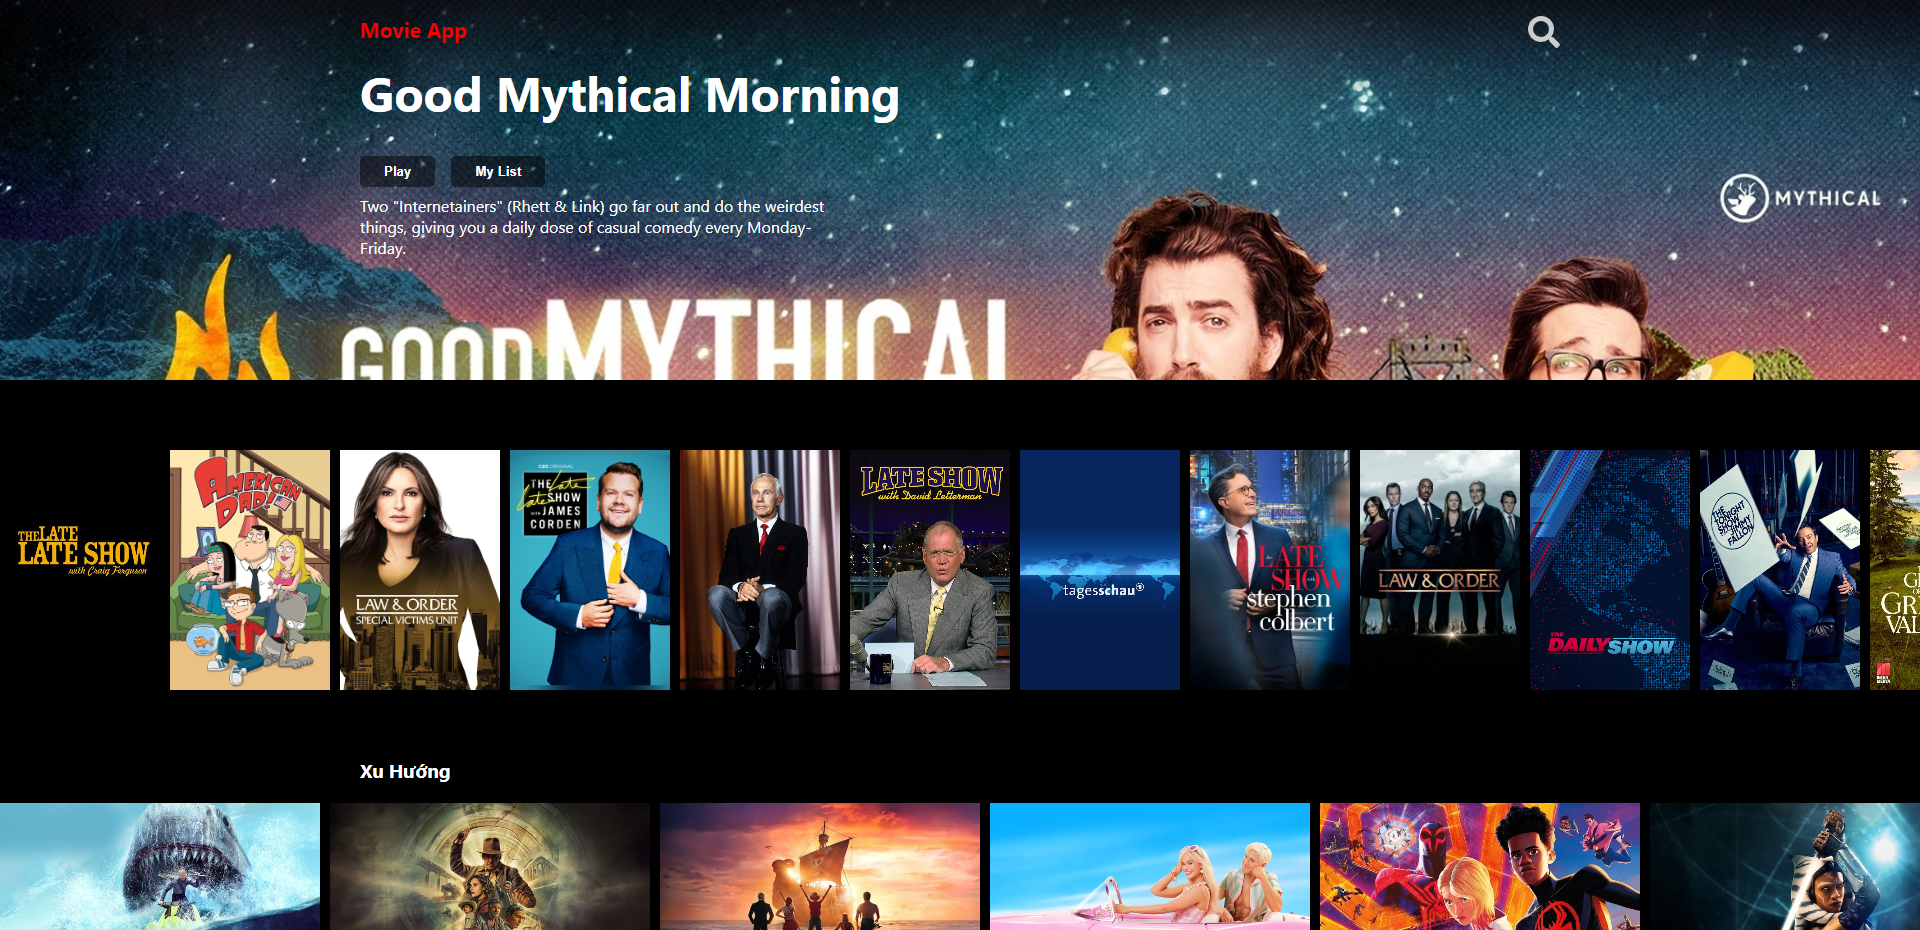 Movie App
Good Mythical Morning
Play
My List
Two "Internetainers" (Rhett & Link) go far out and do the weirdest
things, giving you a daily dose of casual comedy every Monday-
Friday.
MYTHICAL
GOOD MYTHICAL
THE LATE
LATE SHOW
with Craig Ferguson
AMERICAN
DAD!
LAW & ORDER
SPECIAL VICTIMS UNIT
CBS ORIGINAL
THE Late
Late SHOW
WITH JAMES
CORDEN
LATE SHOW
with David Letterman
tagesschau
the LATE
SHOW with
stephen
colbert
LAW & ORDER
THE
DAILY SHOW
THE
TONIGHT
SHOW
JIMMY
FALLON
Xu Hướng